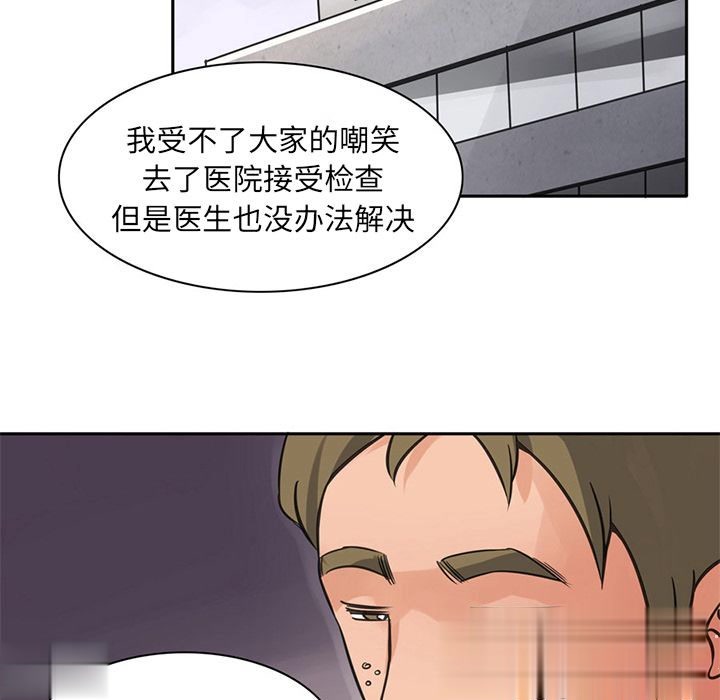 我受不了大家的嘲笑
去了医院接受检查
但是医生也没办法解决